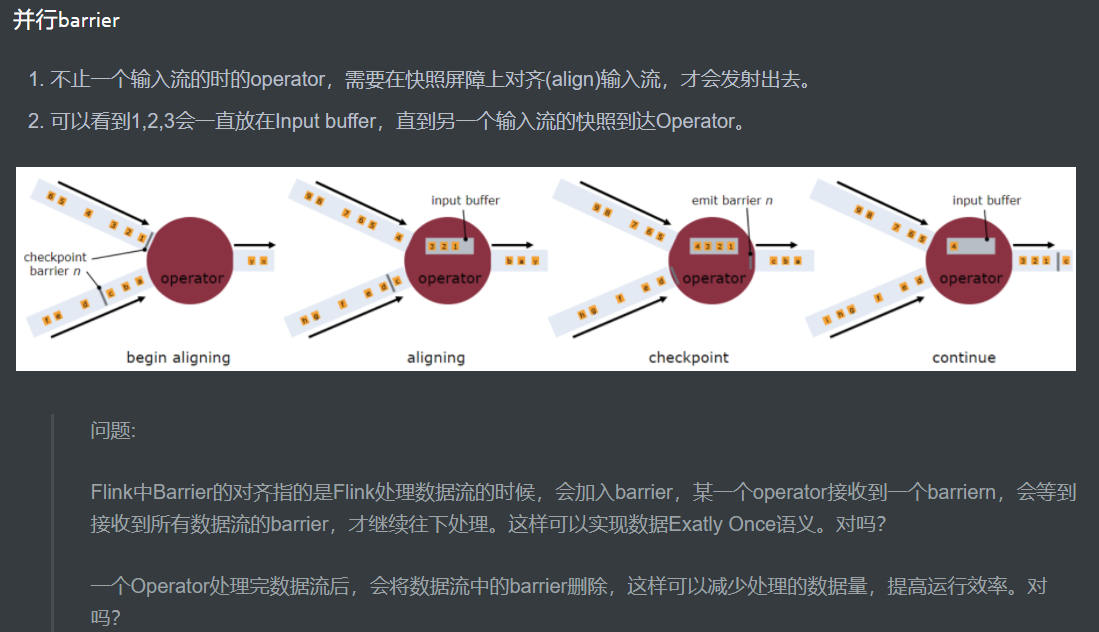 并行barrier
1. 不止一个输入流的时的operator，需要在快照屏障上对齐(align)输入流，才会发射出去。
2. 可以看到1,2,3会一直放在Input buffer，直到另一个输入流的快照到达Operator。
input buffer
emit barrier n
input buffer
checkpoint
barrier n
operator
operator
operator
operator
begin aligning
aligning
checkpoint
continue
问题:
Flink中Barrier的对齐指的是Flink处理数据流的时候，会加入barrier，某一个operator接收到一个barriern，会等到
接收到所有数据流的barrier，才继续往下处理。这样可以实现数据Exatly Once语义。对吗?
一个Operator处理完数据流后，会将数据流中的barrier删除，这样可以减少处理的数据量，提高运行效率。对
吗?